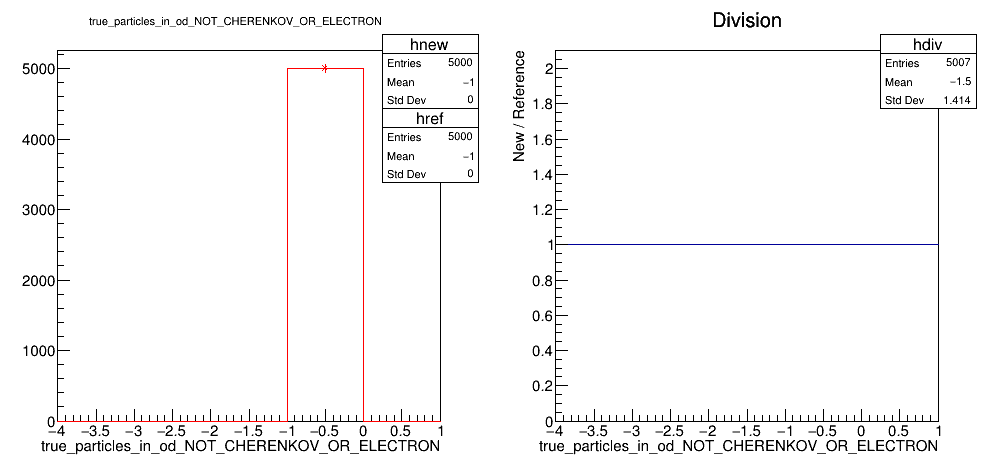 true_particles_in_od_NOT_CHERENKOV_OR_ELECTRON
hnew
Entries 5000
Mean −1
Std Dev 0
href
Entries 5000
Mean −1
Std Dev 0
5000
4000
3000
2000
1000
0
−4 −3.5 −3 −2.5 −2 −1.5 −1 −0.5 0 0.5 1
true_particles_in_od_NOT_CHERENKOV_OR_ELECTRON
Division
hdiv
Entries 5007
Mean −1.5
Std Dev 1.414
New / Reference
2
1.8
1.6
1.4
1.2
1
0.8
0.6
0.4
0.2
0
−4 −3.5 −3 −2.5 −2 −1.5 −1 −0.5 0 0.5 1
true_particles_in_od_NOT_CHERENKOV_OR_ELECTRON